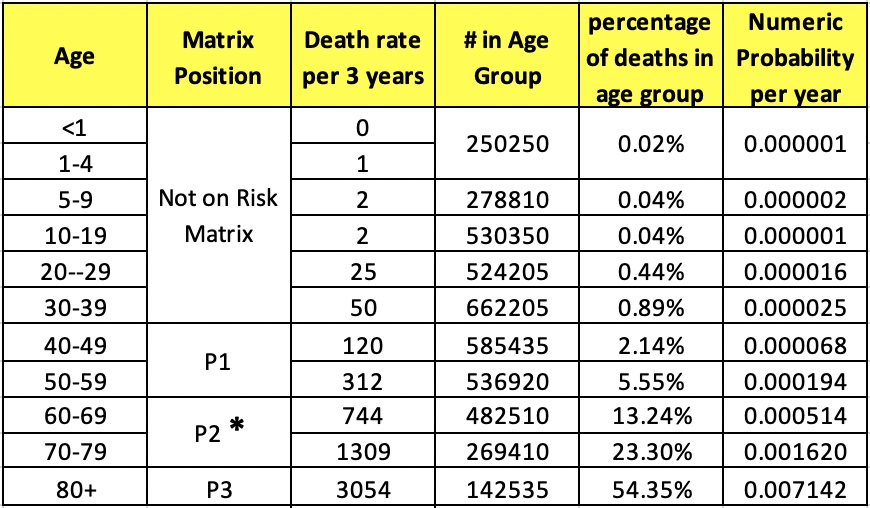 Age Matrix Position Death rate per 3 years # in Age Group percentage of deaths in age group Numeric Probability per year
<1 Not on Risk Matrix 0 250250 0.02% 0.000001
1-4 1
5-9 2 278810 0.04% 0.000002
10-19 2 530350 0.04% 0.000001
20--29 25 524205 0.44% 0.000016
30-39 50 662205 0.89% 0.000025
40-49 P1 120 585435 2.14% 0.000068
50-59 312 536920 5.55% 0.000194
60-69 P2 * 744 482510 13.24% 0.000514
70-79 1309 269410 23.30% 0.001620
80+ P3 3054 142535 54.35% 0.007142